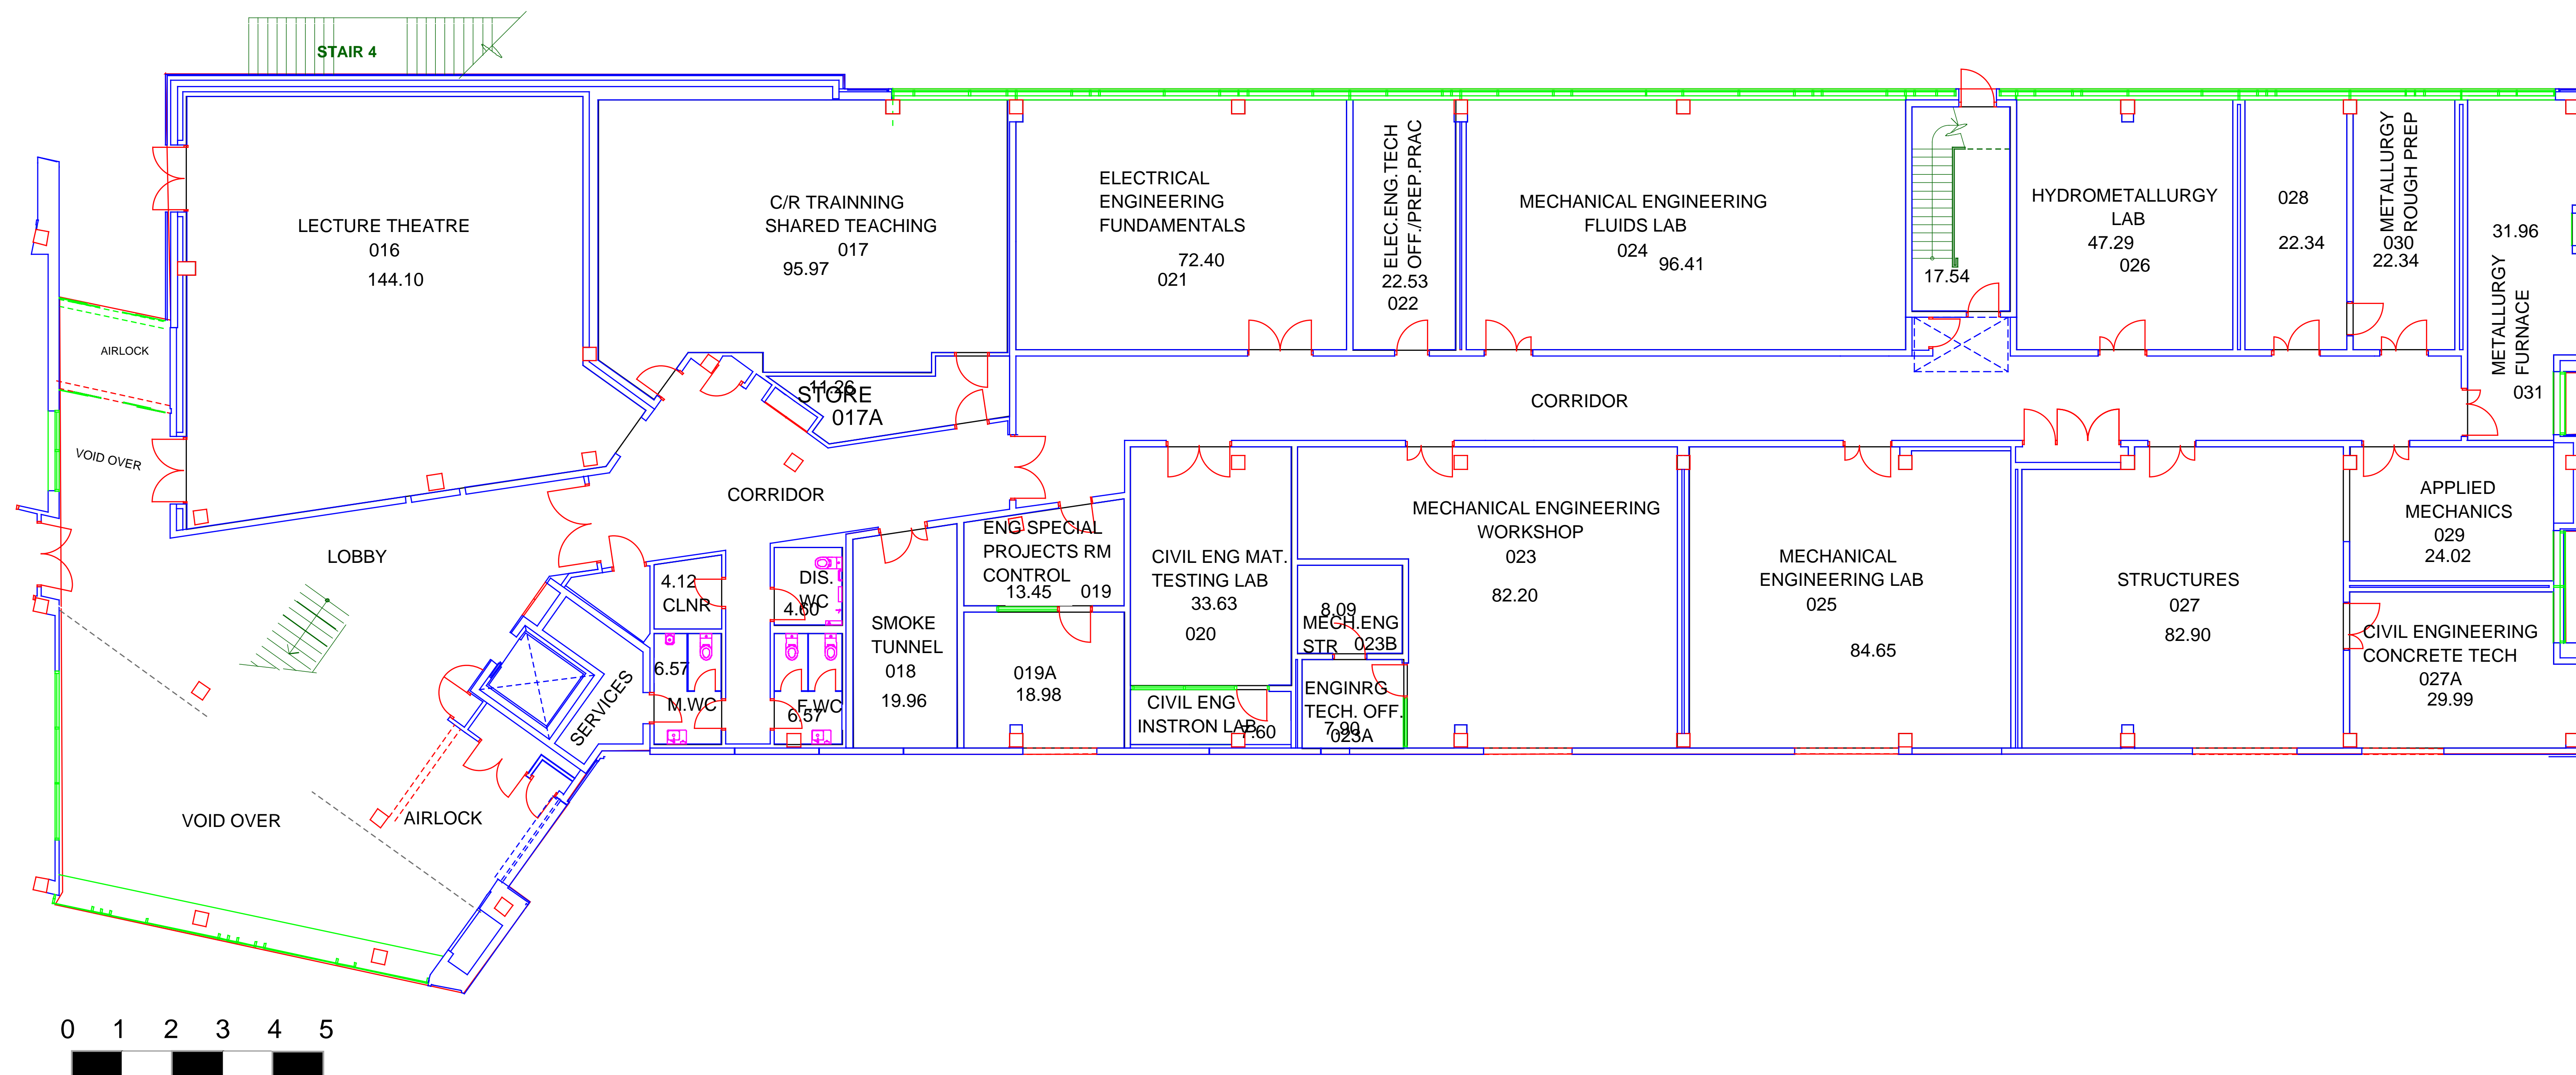 STAIR 4
LECTURE THEATRE
016
144.10
C/R TRAINNING
SHARED TEACHING
017
95.97
ELECTRICAL
ENGINEERING
FUNDAMENTALS
72.40
021
ELEC.ENG.TECH
OFF./PREP.PRAC
22.53
022
MECHANICAL ENGINEERING
FLUIDS LAB
024
96.41
17.54
HYDROMETALLURGY
LAB
47.29
026
028
22.34
METALLURGY
ROUGH PREP
030
22.34
31.96
METALLURGY
FURNACE
031
AIRLOCK
VOID OVER
11.26
STORE
017A
CORRIDOR
CORRIDOR
LOBBY
4.12
CLNR
DIS.
WC
4.60
6.57
M.WC
F.WC
6.57
SERVICES
SMOKE
TUNNEL
018
19.96
ENG SPECIAL
PROJECTS RM
CONTROL
13.45
019
019A
18.98
CIVIL ENG MAT.
TESTING LAB
33.63
020
CIVIL ENG
INSTRON LAB
7.60
MECHANICAL ENGINEERING
WORKSHOP
023
82.20
8.09
MECH.ENG
STR
023B
ENGINRG
TECH. OFF.
7.90
023A
MECHANICAL
ENGINEERING LAB
025
84.65
STRUCTURES
027
82.90
APPLIED
MECHANICS
029
24.02
CIVIL ENGINEERING
CONCRETE TECH
027A
29.99
VOID OVER
AIRLOCK
0 1 2 3 4 5